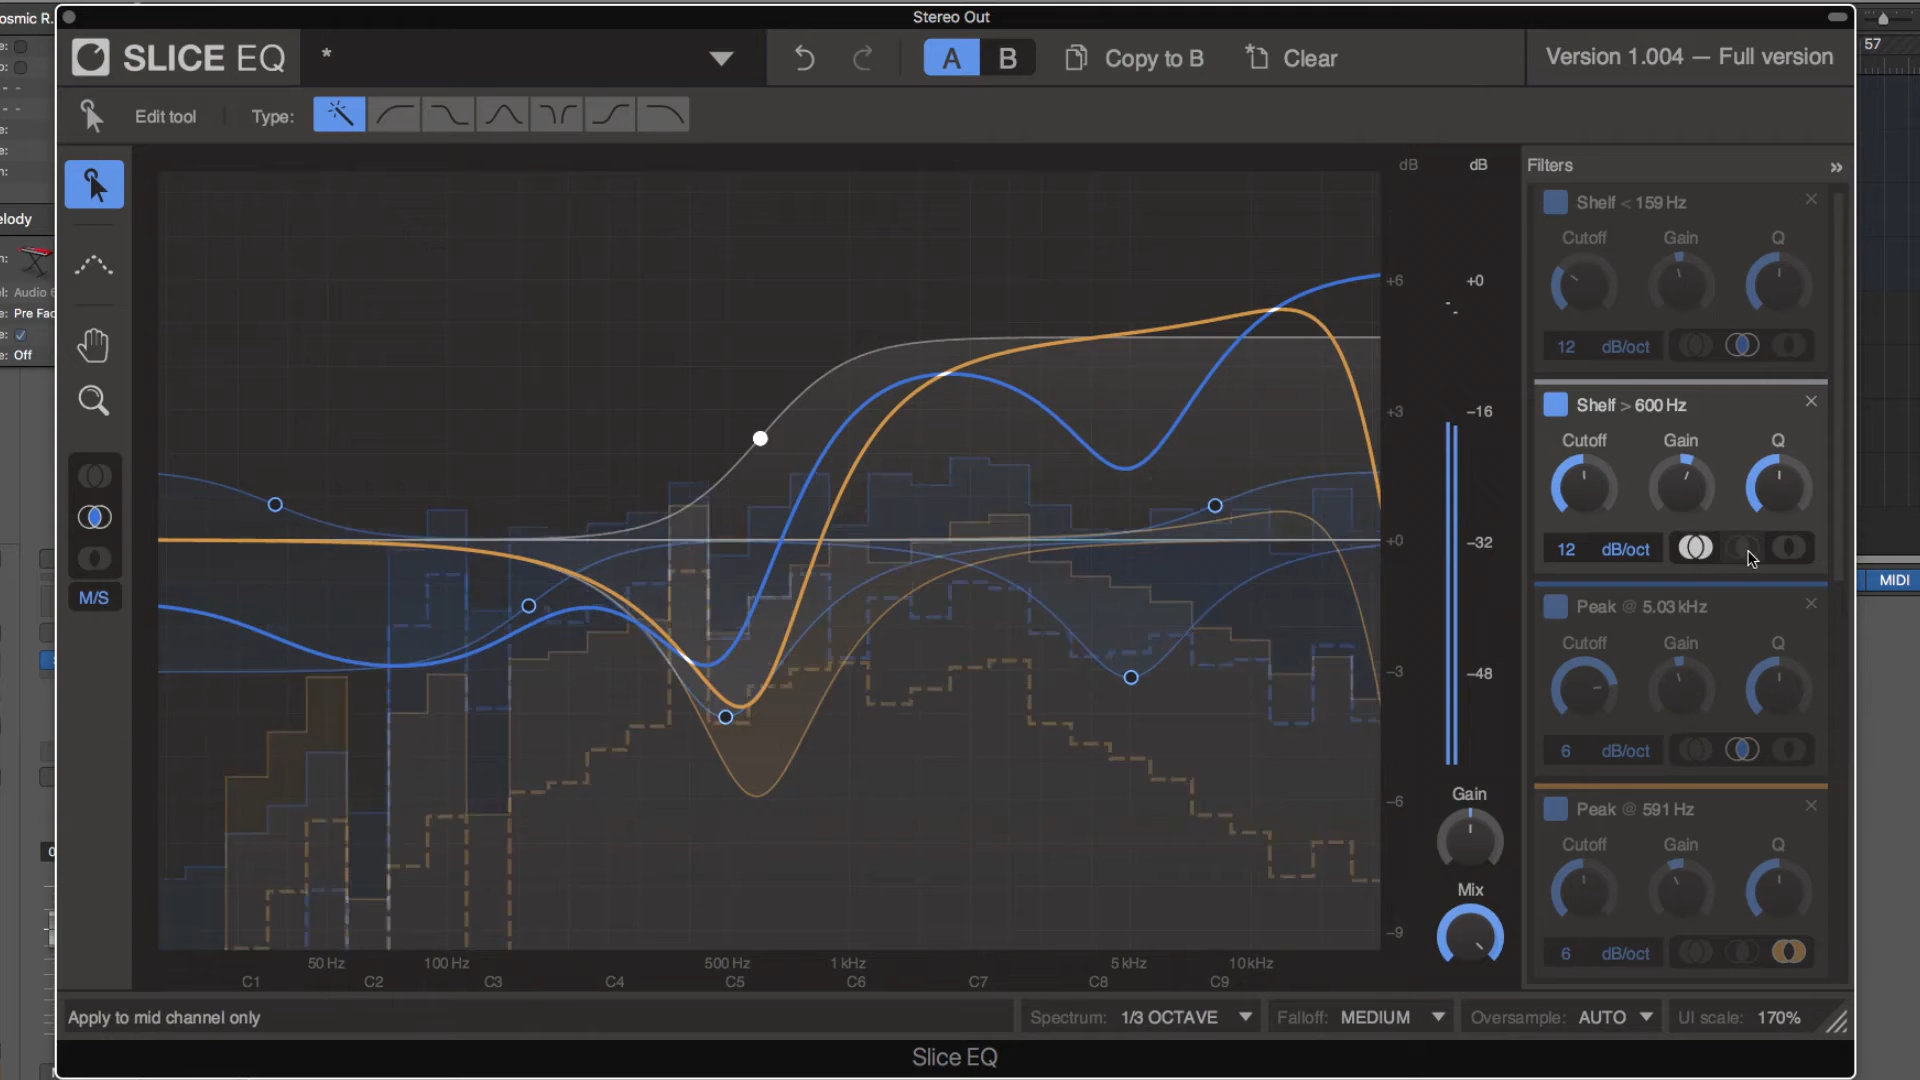 Stereo Out
osmic R.
SLICE EQ
*
A B
Copy to B
Clear
Version 1.004 — Full version
57
Edit tool
Type:
elody
el: Audio 6
e: Pre Fad
e: Off
dB dB
+6 +0
+3 -16
+0 -32
-3 -48
-6
-9
Gain
Mix
M/S
50 Hz 100 Hz 500 Hz 1 kHz 5 kHz 10 kHz
C1 C2 C3 C4 C5 C6 C7 C8 C9
Filters »
Shelf < 159 Hz
Cutoff Gain Q
12 dB/oct
Shelf > 600 Hz
Cutoff Gain Q
12 dB/oct
Peak @ 5.03 kHz
Cutoff Gain Q
6 dB/oct
Peak @ 591 Hz
Cutoff Gain Q
6 dB/oct
MIDI
Apply to mid channel only
Spectrum: 1/3 OCTAVE
Falloff: MEDIUM
Oversample: AUTO
UI scale: 170%
Slice EQ